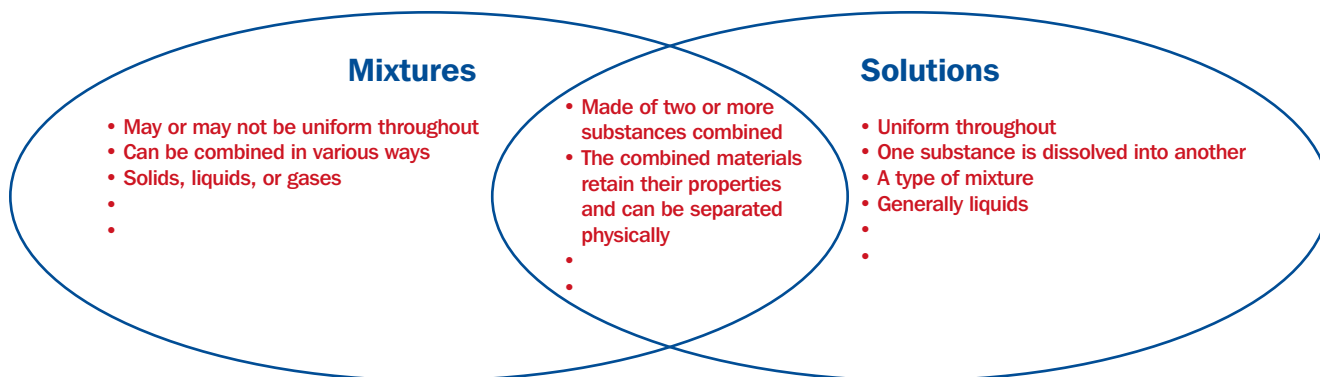 Mixtures
• May or may not be uniform throughout
• Can be combined in various ways
• Solids, liquids, or gases
•
•
• Made of two or more
substances combined
• The combined materials
retain their properties
and can be separated
physically
•
•
Solutions
• Uniform throughout
• One substance is dissolved into another
• A type of mixture
• Generally liquids
•
•